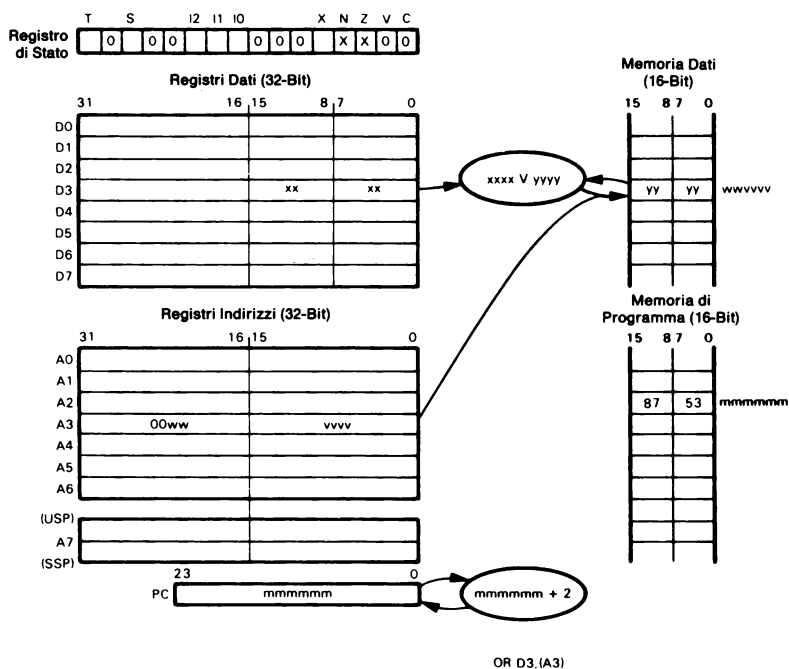 T S I2 I1 I0 X N Z V C
Registro di Stato
0 0 0 0 0 0 X X 0 0
Registri Dati (32-Bit)
31 16 15 8 7 0
D0
D1
D2
D3 xx xx
D4
D5
D6
D7
xxxx V yyyy
Memoria Dati
(16-Bit)
15 8 7 0
yy yy wwvvvv
Registri Indirizzi (32-Bit)
31 16 15 0
A0
A1
A2
A3 00ww vvvv
A4
A5
A6
(USP)
A7
(SSP)
Memoria di
Programma (16-Bit)
15 8 7 0
87 53 mmmmmm
23 0
PC mmmmmm
mmmmmm + 2
OR D3,(A3)